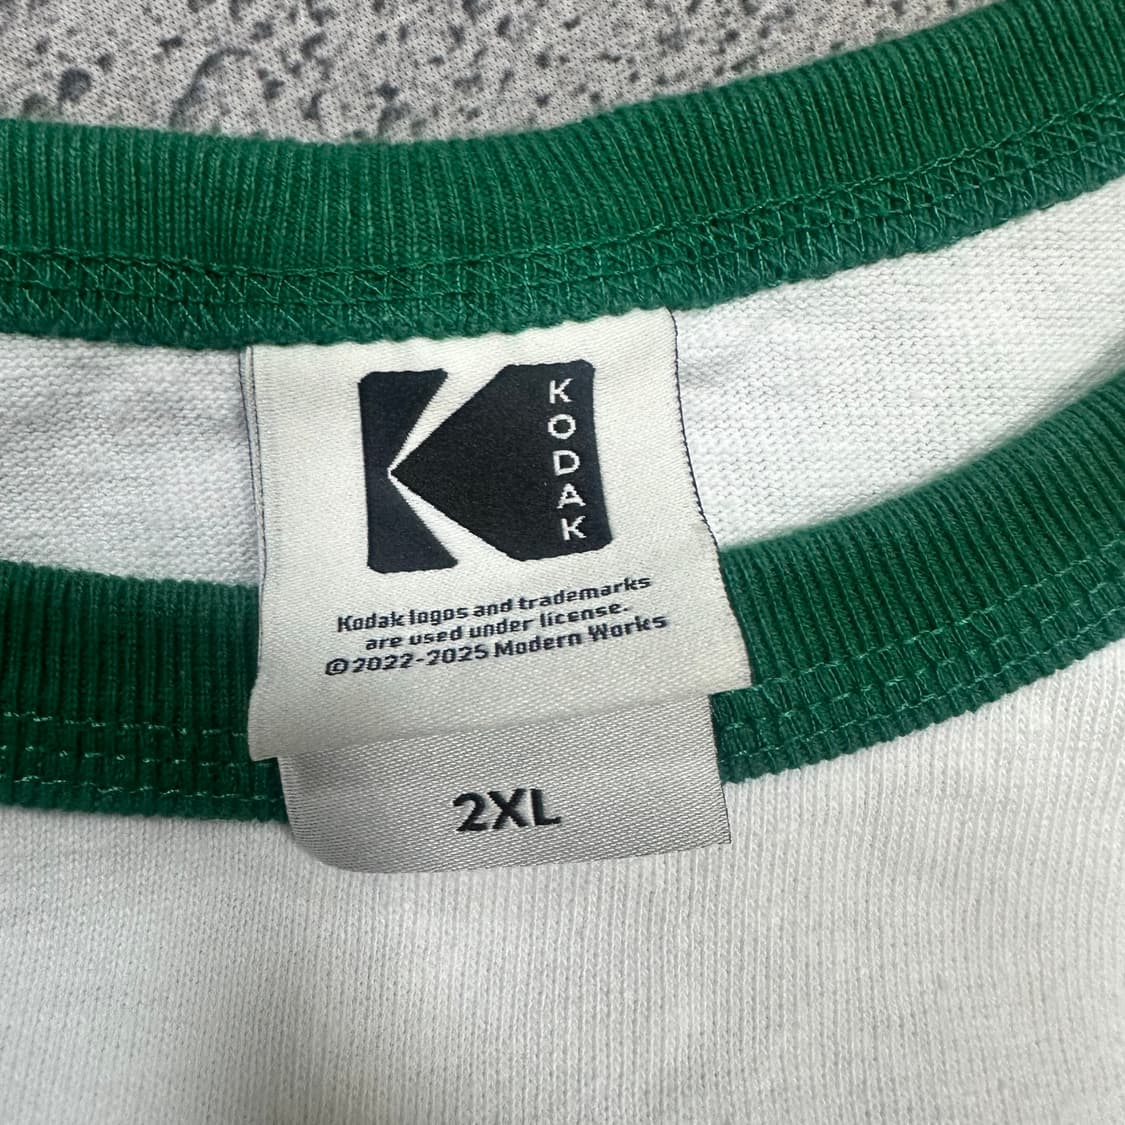 KODAK
Kodak logos and trademarks
are used under license.
©2022-2025 Modern Works
2XL